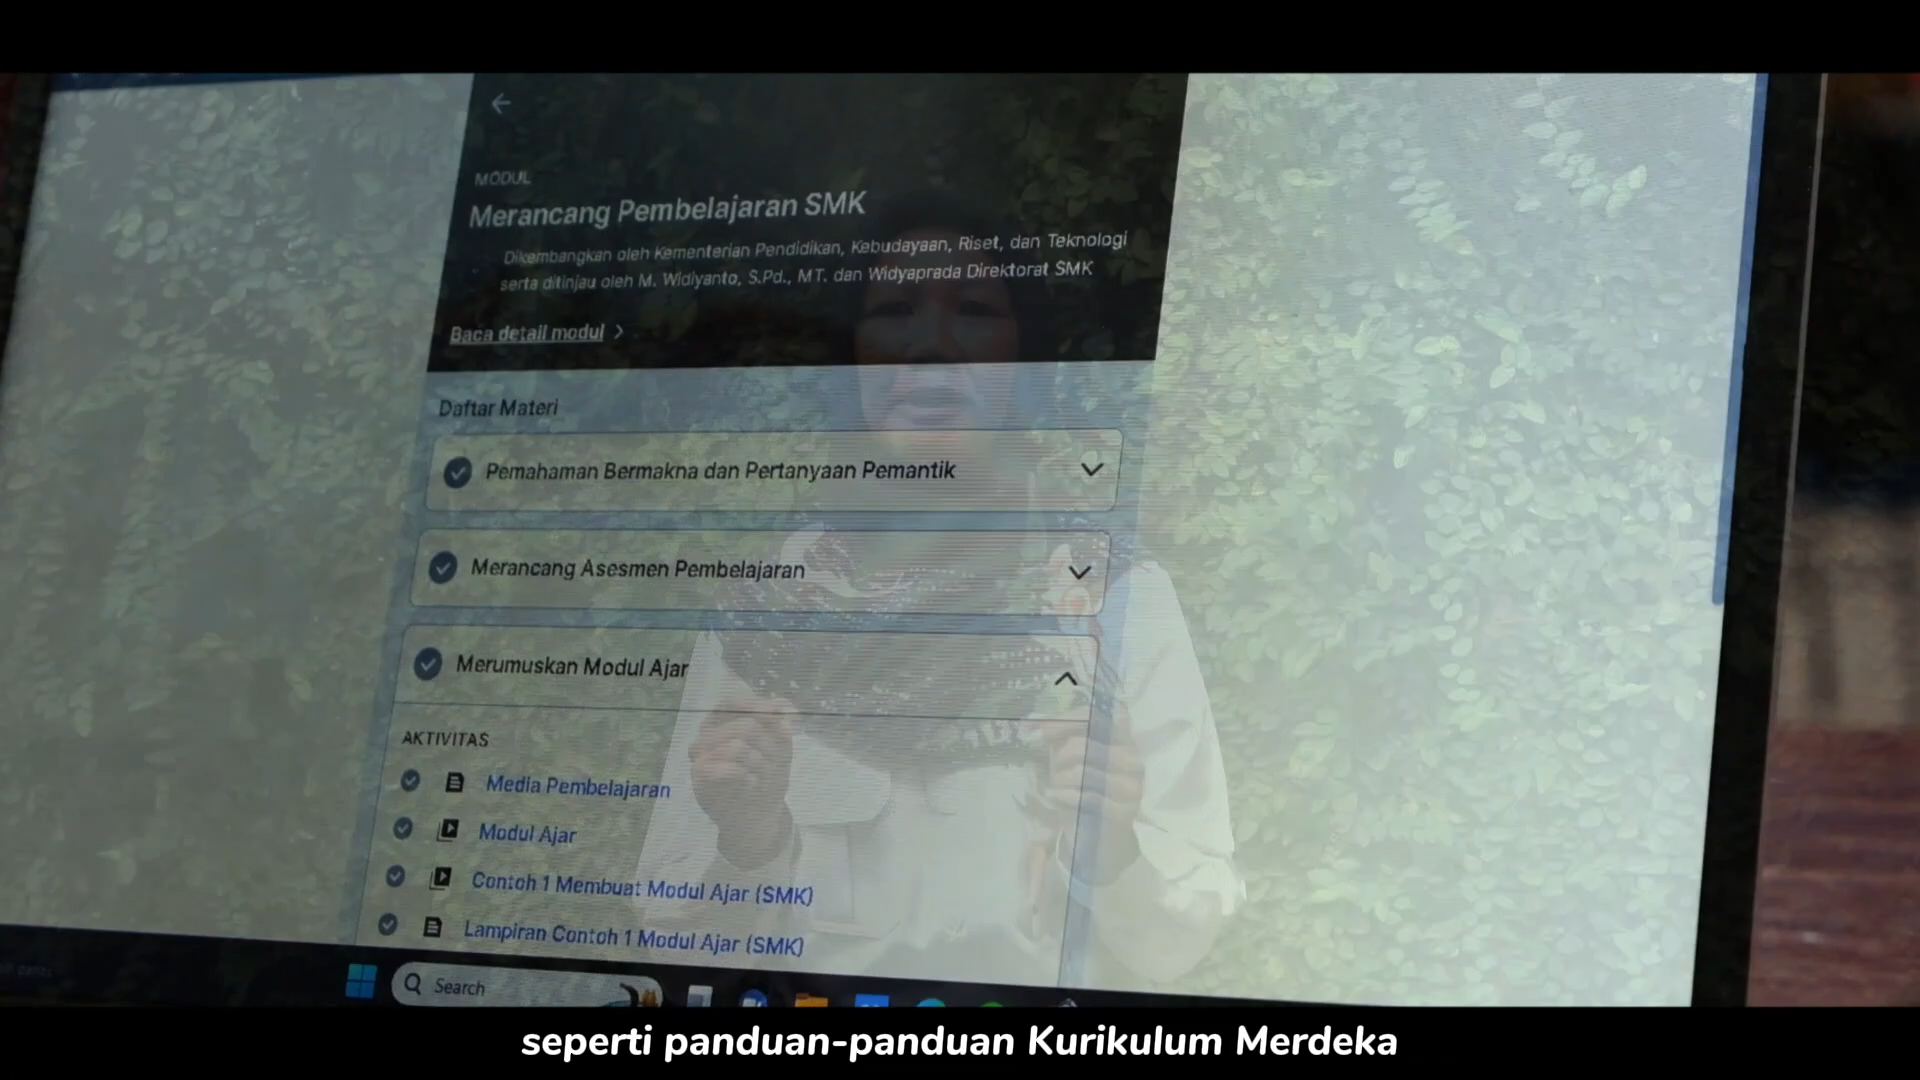 MODUL
Merancang Pembelajaran SMK
Dikembangkan oleh Kementerian Pendidikan, Kebudayaan, Riset, dan Teknologi
serta ditinjau oleh M. Widiyanto, S.Pd., MT. dan Widyaprada Direktorat SMK
Baca detail modul
Daftar Materi
Pemahaman Bermakna dan Pertanyaan Pemantik
Merancang Asesmen Pembelajaran
Merumuskan Modul Ajar
AKTIVITAS
Media Pembelajaran
Modul Ajar
Contoh 1 Membuat Modul Ajar (SMK)
Lampiran Contoh 1 Modul Ajar (SMK)
Search
seperti panduan-panduan Kurikulum Merdeka